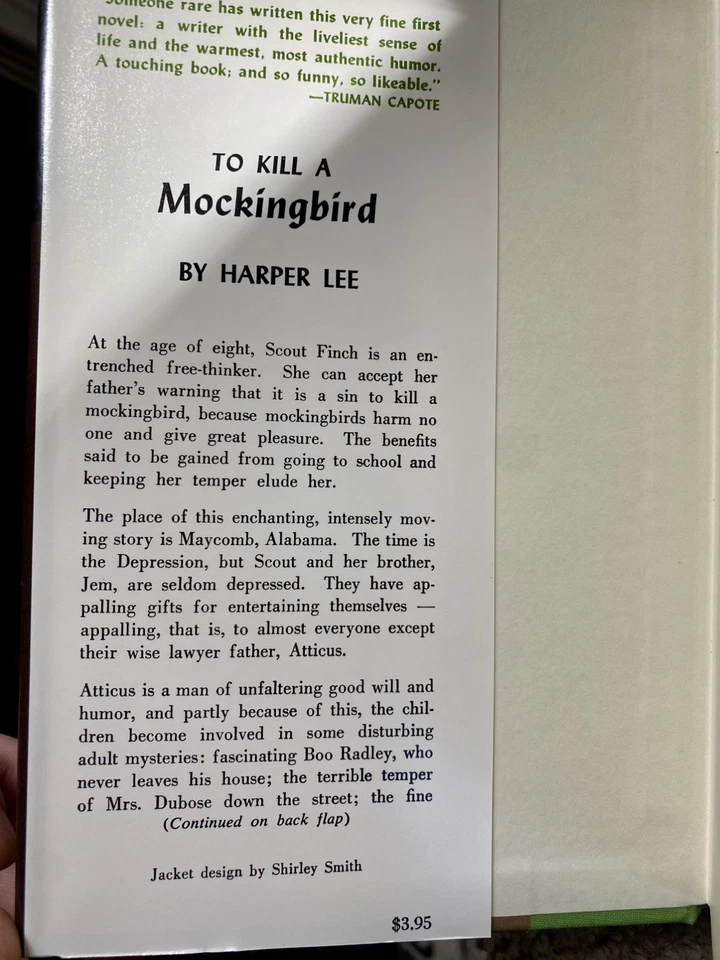 "Someone rare has written this very fine first
novel: a writer with the liveliest sense of
life and the warmest, most authentic humor.
A touching book; and so funny, so likeable."
—TRUMAN CAPOTE
TO KILL A
Mockingbird
BY HARPER LEE
At the age of eight, Scout Finch is an en-
trenched free-thinker. She can accept her
father's warning that it is a sin to kill a
mockingbird, because mockingbirds harm no
one and give great pleasure. The benefits
said to be gained from going to school and
keeping her temper elude her.
The place of this enchanting, intensely mov-
ing story is Maycomb, Alabama. The time is
the Depression, but Scout and her brother,
Jem, are seldom depressed. They have ap-
palling gifts for entertaining themselves —
appalling, that is, to almost everyone except
their wise lawyer father, Atticus.
Atticus is a man of unfaltering good will and
humor, and partly because of this, the chil-
dren become involved in some disturbing
adult mysteries: fascinating Boo Radley, who
never leaves his house; the terrible temper
of Mrs. Dubose down the street; the fine
(Continued on back flap)
Jacket design by Shirley Smith
$3.95